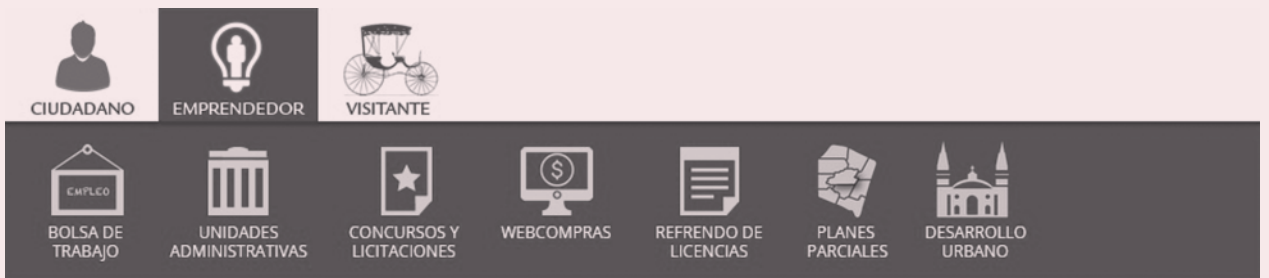 CIUDADANO
EMPRENDEDOR
VISITANTE
EMPLEO
$
BOLSA DE
TRABAJO
UNIDADES
ADMINISTRATIVAS
CONCURSOS Y
LICITACIONES
WEBCOMPRAS
REFRENDO DE
LICENCIAS
PLANES
PARCIALES
DESARROLLO
URBANO